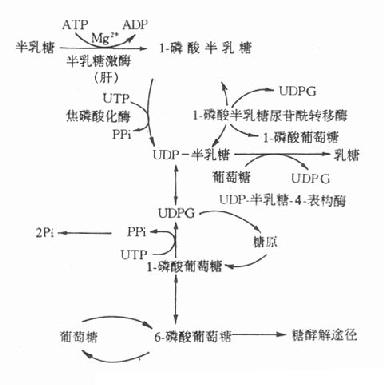 ATP ADP
Mg²⁺
半乳糖 1-磷酸半乳糖
半乳糖激酶
(肝)
UDPG
UTP 1-磷酸半乳糖尿苷酰转移酶
焦磷酸化酶
PPi 1-磷酸葡萄糖
UDP-半乳糖 乳糖
葡萄糖 UDPG
UDP-半乳糖-4-表构酶
UDPG
2Pi PPi 糖原
UTP
1-磷酸葡萄糖
葡萄糖 6-磷酸葡萄糖 糖酵解途径